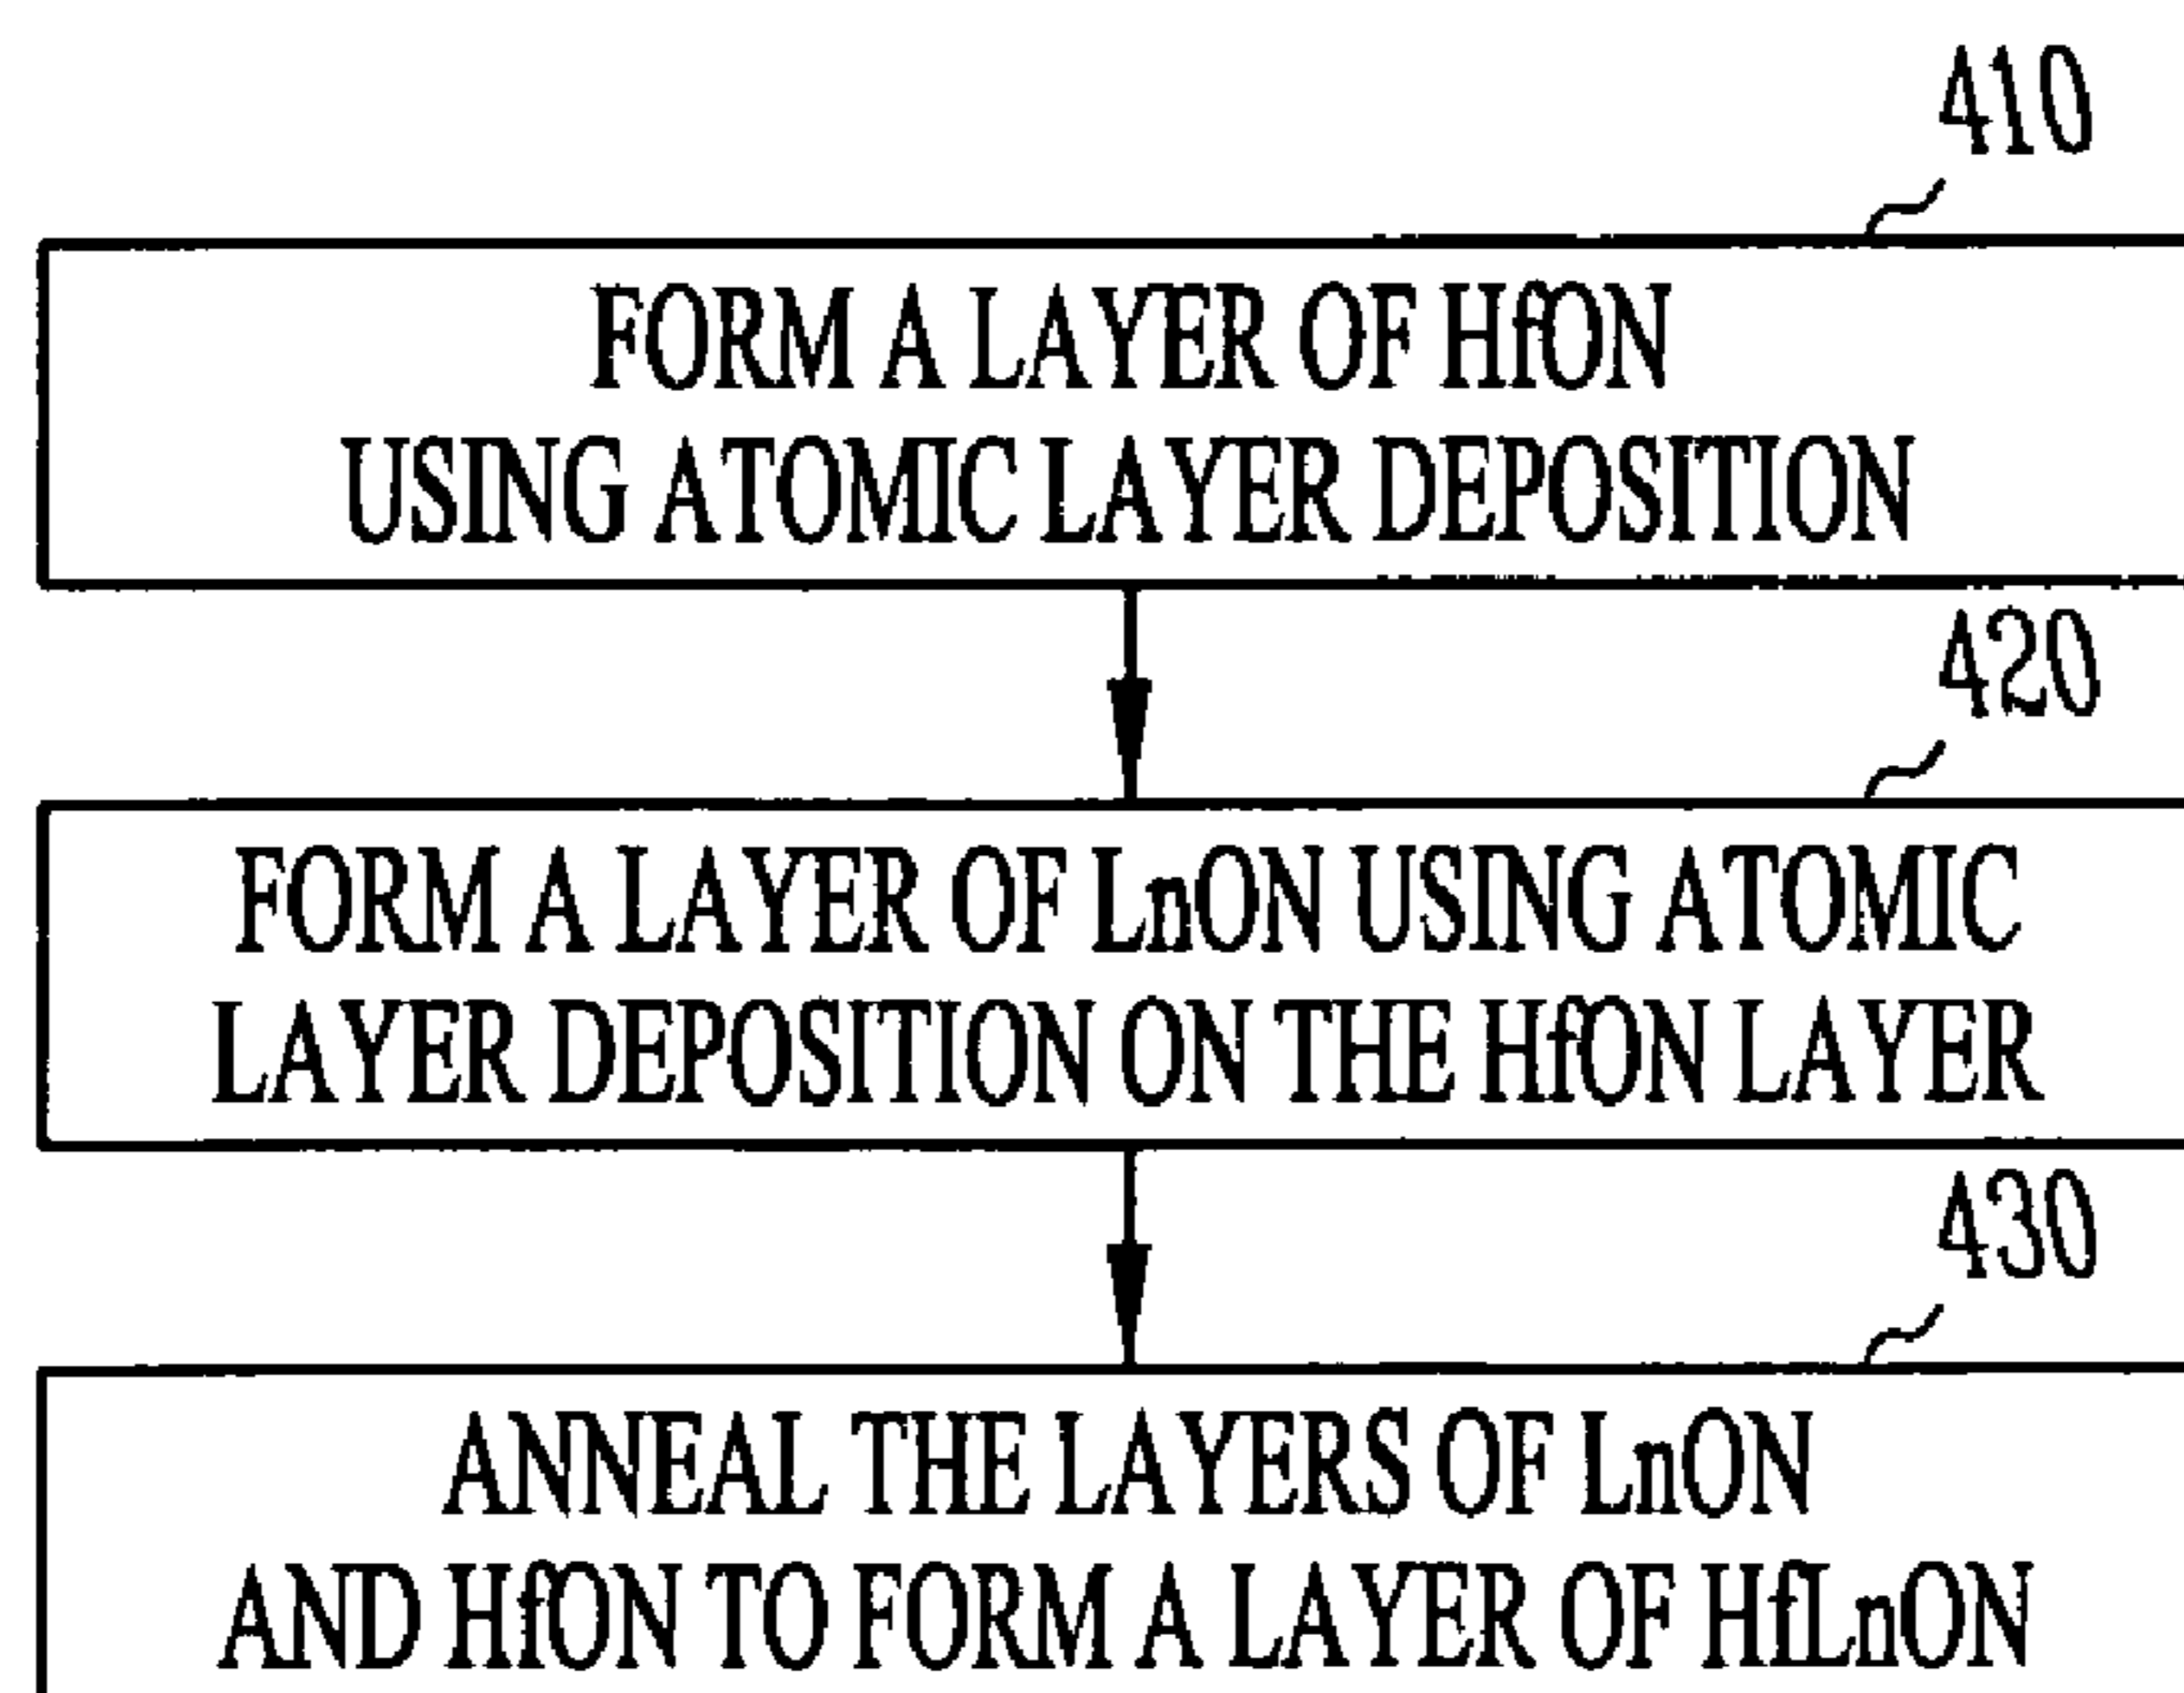 410
FORM A LAYER OF HfON
USING ATOMIC LAYER DEPOSITION
420
FORM A LAYER OF LnON USING ATOMIC
LAYER DEPOSITION ON THE HfON LAYER
430
ANNEAL THE LAYERS OF LnON
AND HfON TO FORM A LAYER OF HfLnON